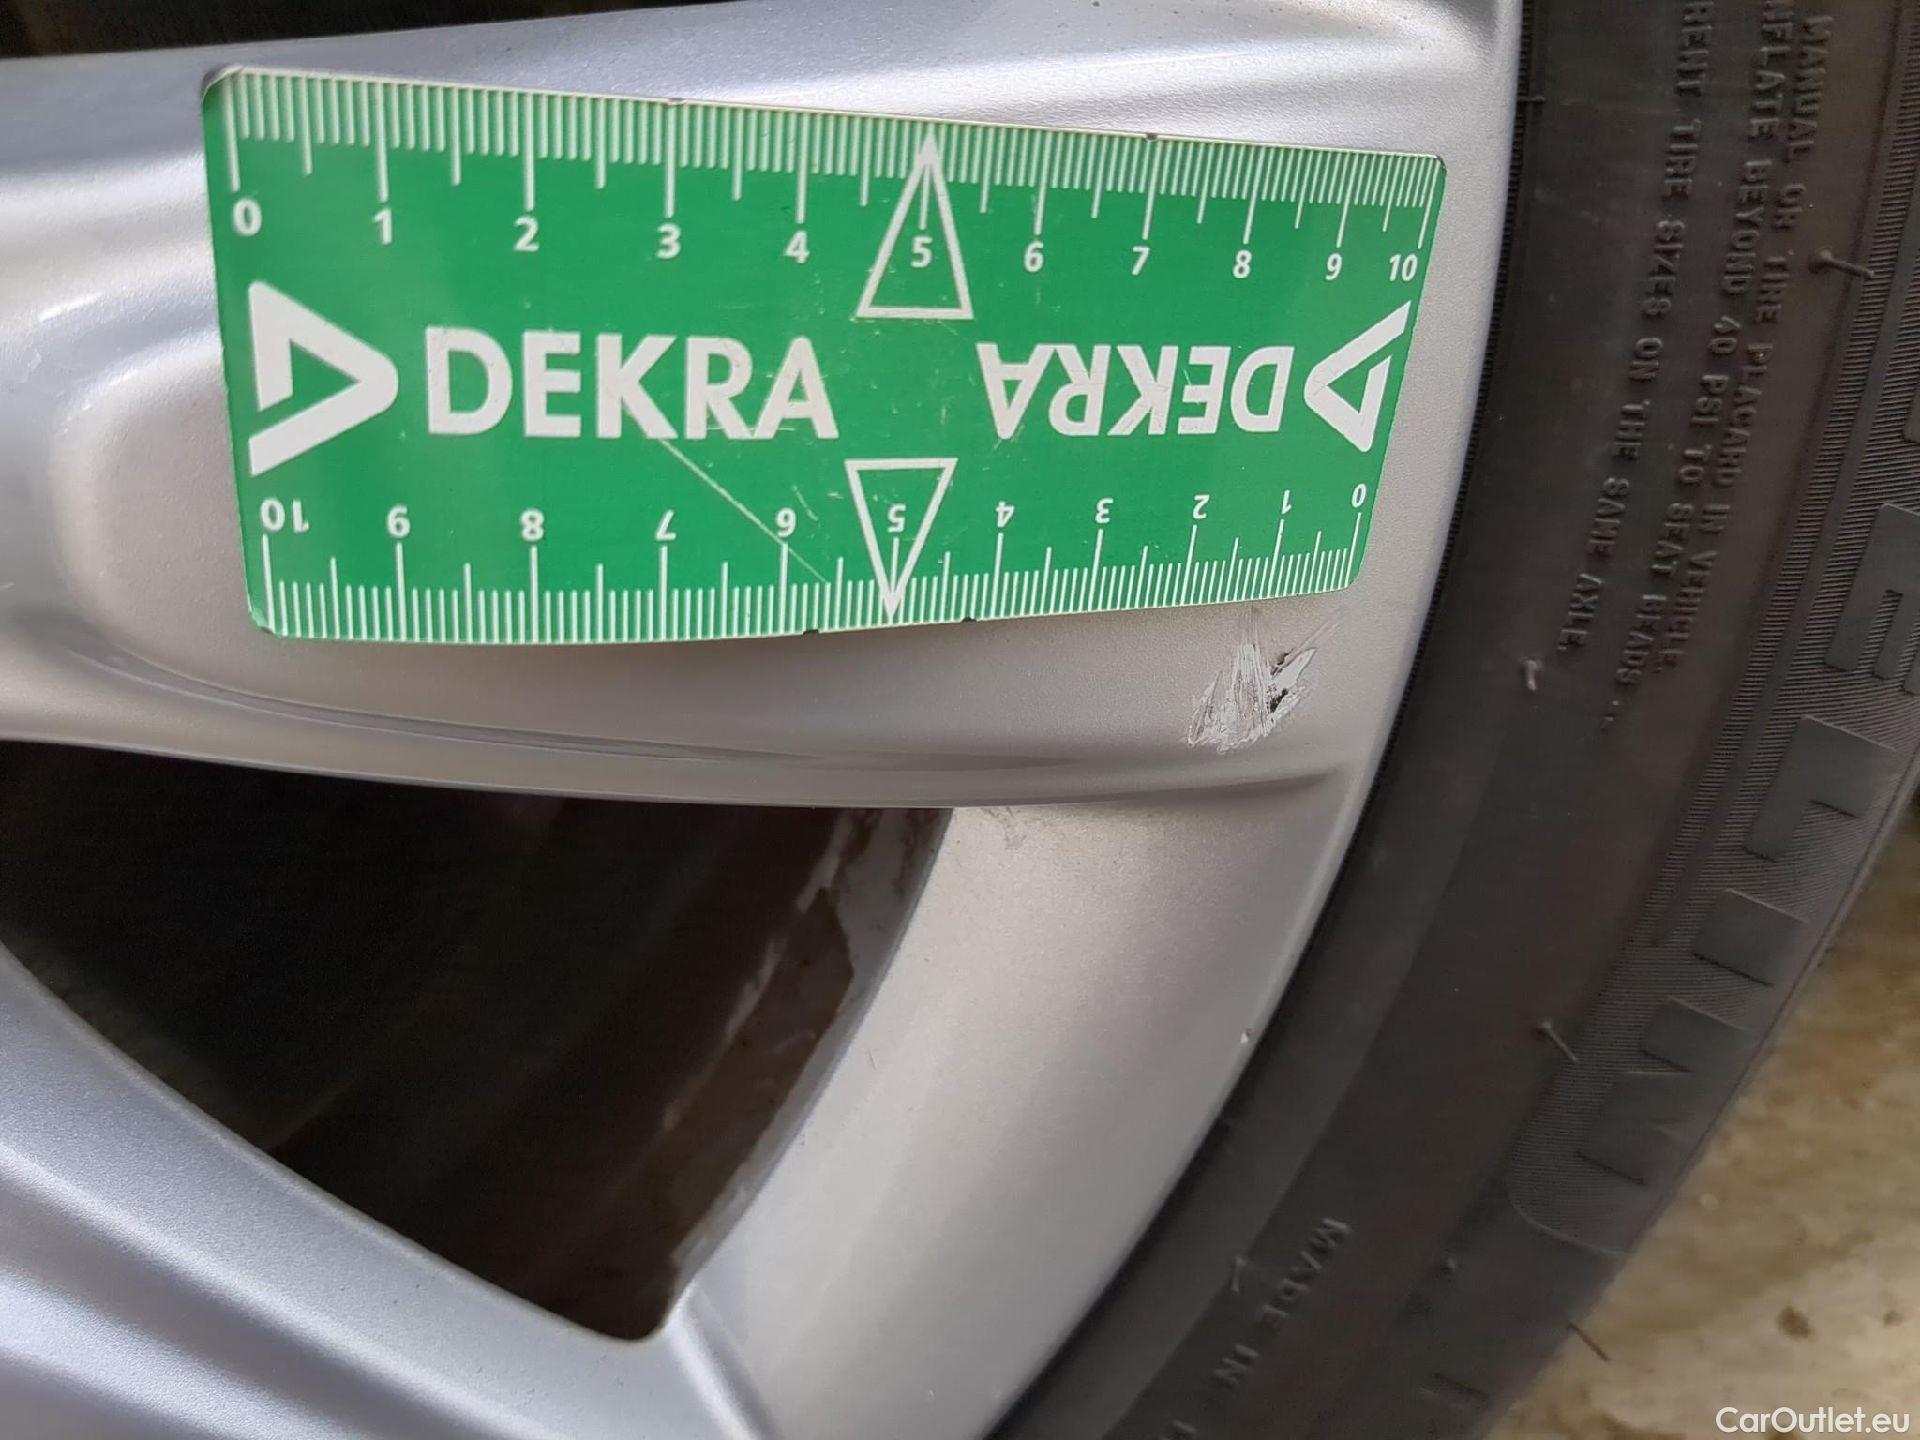 0 1 2 3 4 5 6 7 8 9 10
DEKRA
DEKRA
10 9 8 7 6 5 4 3 2 1 0
MANUAL OR TIRE PLACARD IN VEHICLE.
INFLATE BEYOND 40 PSI TO SEAT BEADS
TIRE SIZES ON THE SAME AXLE.
MADE IN
CarOutlet.eu